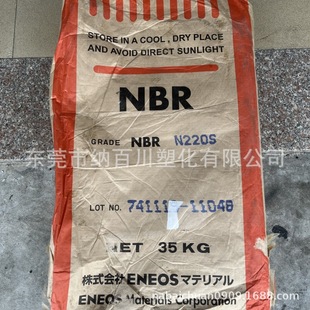 STORE IN A COOL, DRY PLACE
AND AVOID DIRECT SUNLIGHT
NBR
GRADE NBR N220S
东莞市纳百川塑化有限公司
LOT NO.
NET 35 KG
株式会社ENEOSマテリアル
ENEOS Materials Corporation